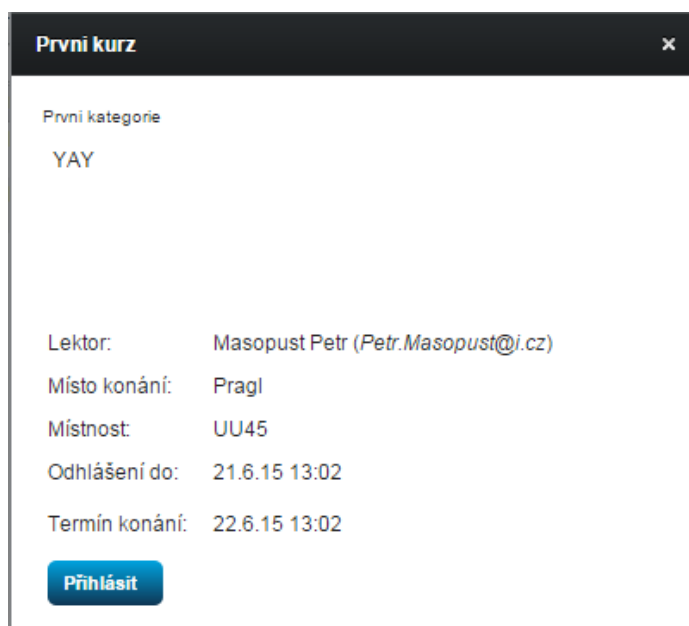 Prvni kurz ×
Prvni kategorie
YAY
Lektor: Masopust Petr (Petr.Masopust@i.cz)
Místo konání: Pragl
Místnost: UU45
Odhlášení do: 21.6.15 13:02
Termín konání: 22.6.15 13:02
Přihlásit